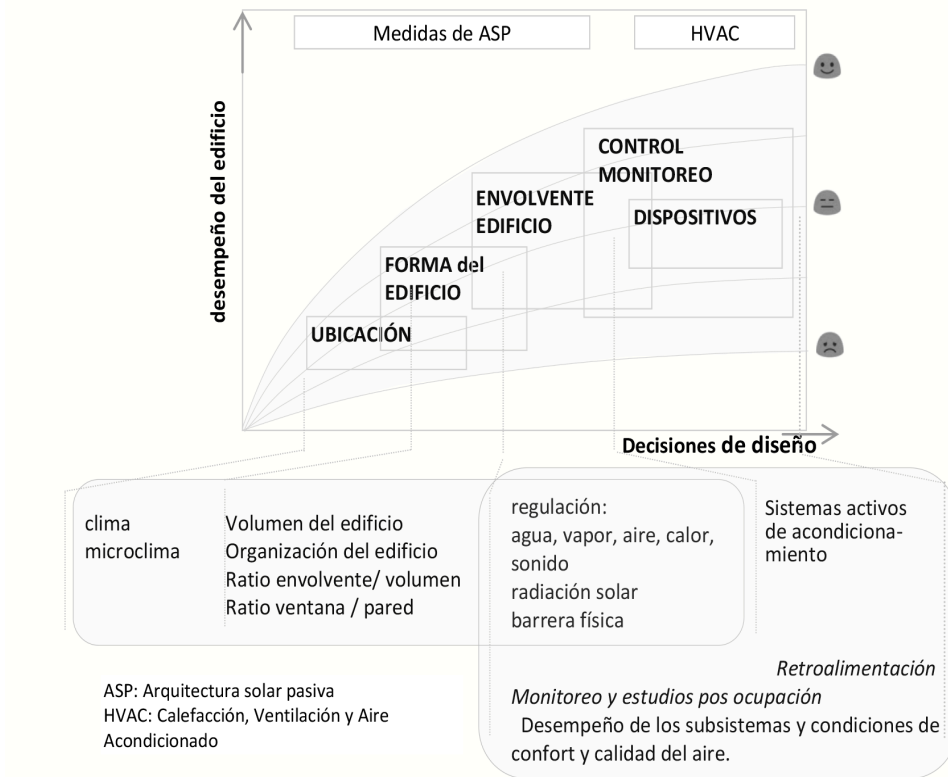 Medidas de ASP
HVAC
desempeño del edificio
CONTROL
MONITOREO
ENVOLVENTE
EDIFICIO
DISPOSITIVOS
FORMA del
EDIFICIO
UBICACIÓN
Decisiones de diseño
clima
microclima
Volumen del edificio
Organización del edificio
Ratio envolvente/ volumen
Ratio ventana / pared
regulación:
agua, vapor, aire, calor,
sonido
radiación solar
barrera física
Sistemas activos
de acondiciona-
miento
Retroalimentación
Monitoreo y estudios pos ocupación
Desempeño de los subsistemas y condiciones de
confort y calidad del aire.
ASP: Arquitectura solar pasiva
HVAC: Calefacción, Ventilación y Aire
Acondicionado